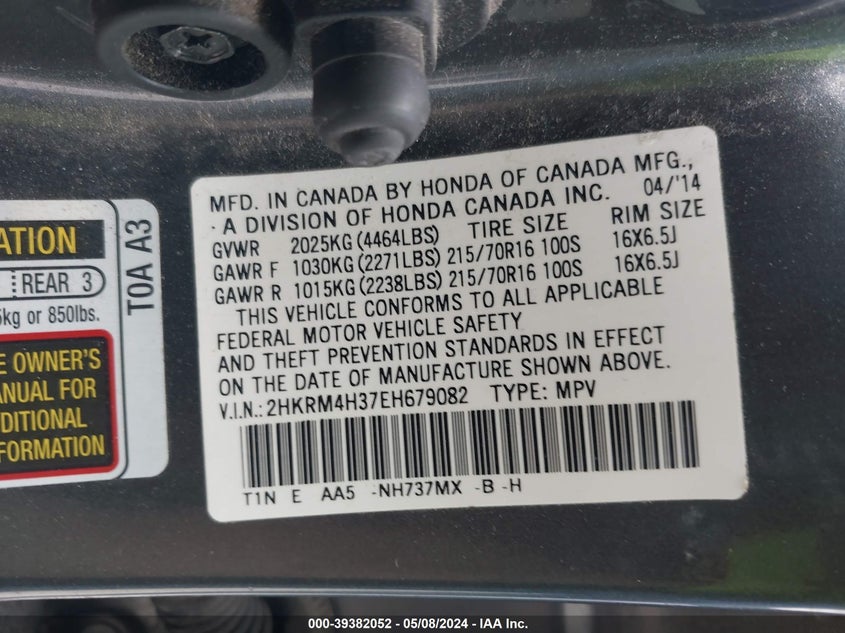 MFD. IN CANADA BY HONDA OF CANADA MFG.,
A DIVISION OF HONDA CANADA INC. 04/'14
GVWR 2025KG (4464LBS) TIRE SIZE RIM SIZE
GAWR F 1030KG (2271LBS) 215/70R16 100S 16X6.5J
GAWR R 1015KG (2238LBS) 215/70R16 100S 16X6.5J
THIS VEHICLE CONFORMS TO ALL APPLICABLE
FEDERAL MOTOR VEHICLE SAFETY
AND THEFT PREVENTION STANDARDS IN EFFECT
ON THE DATE OF MANUFACTURE SHOWN ABOVE.
V.I.N.: 2HKRM4H37EH679082 TYPE: MPV
T1N E AA5 -NH737MX -B -H
ATION
REAR 3
5kg or 850lbs.
E OWNER'S
ANUAL FOR
DITIONAL
FORMATION
T0A A3
000-39382052 - 05/08/2024 - IAA Inc.